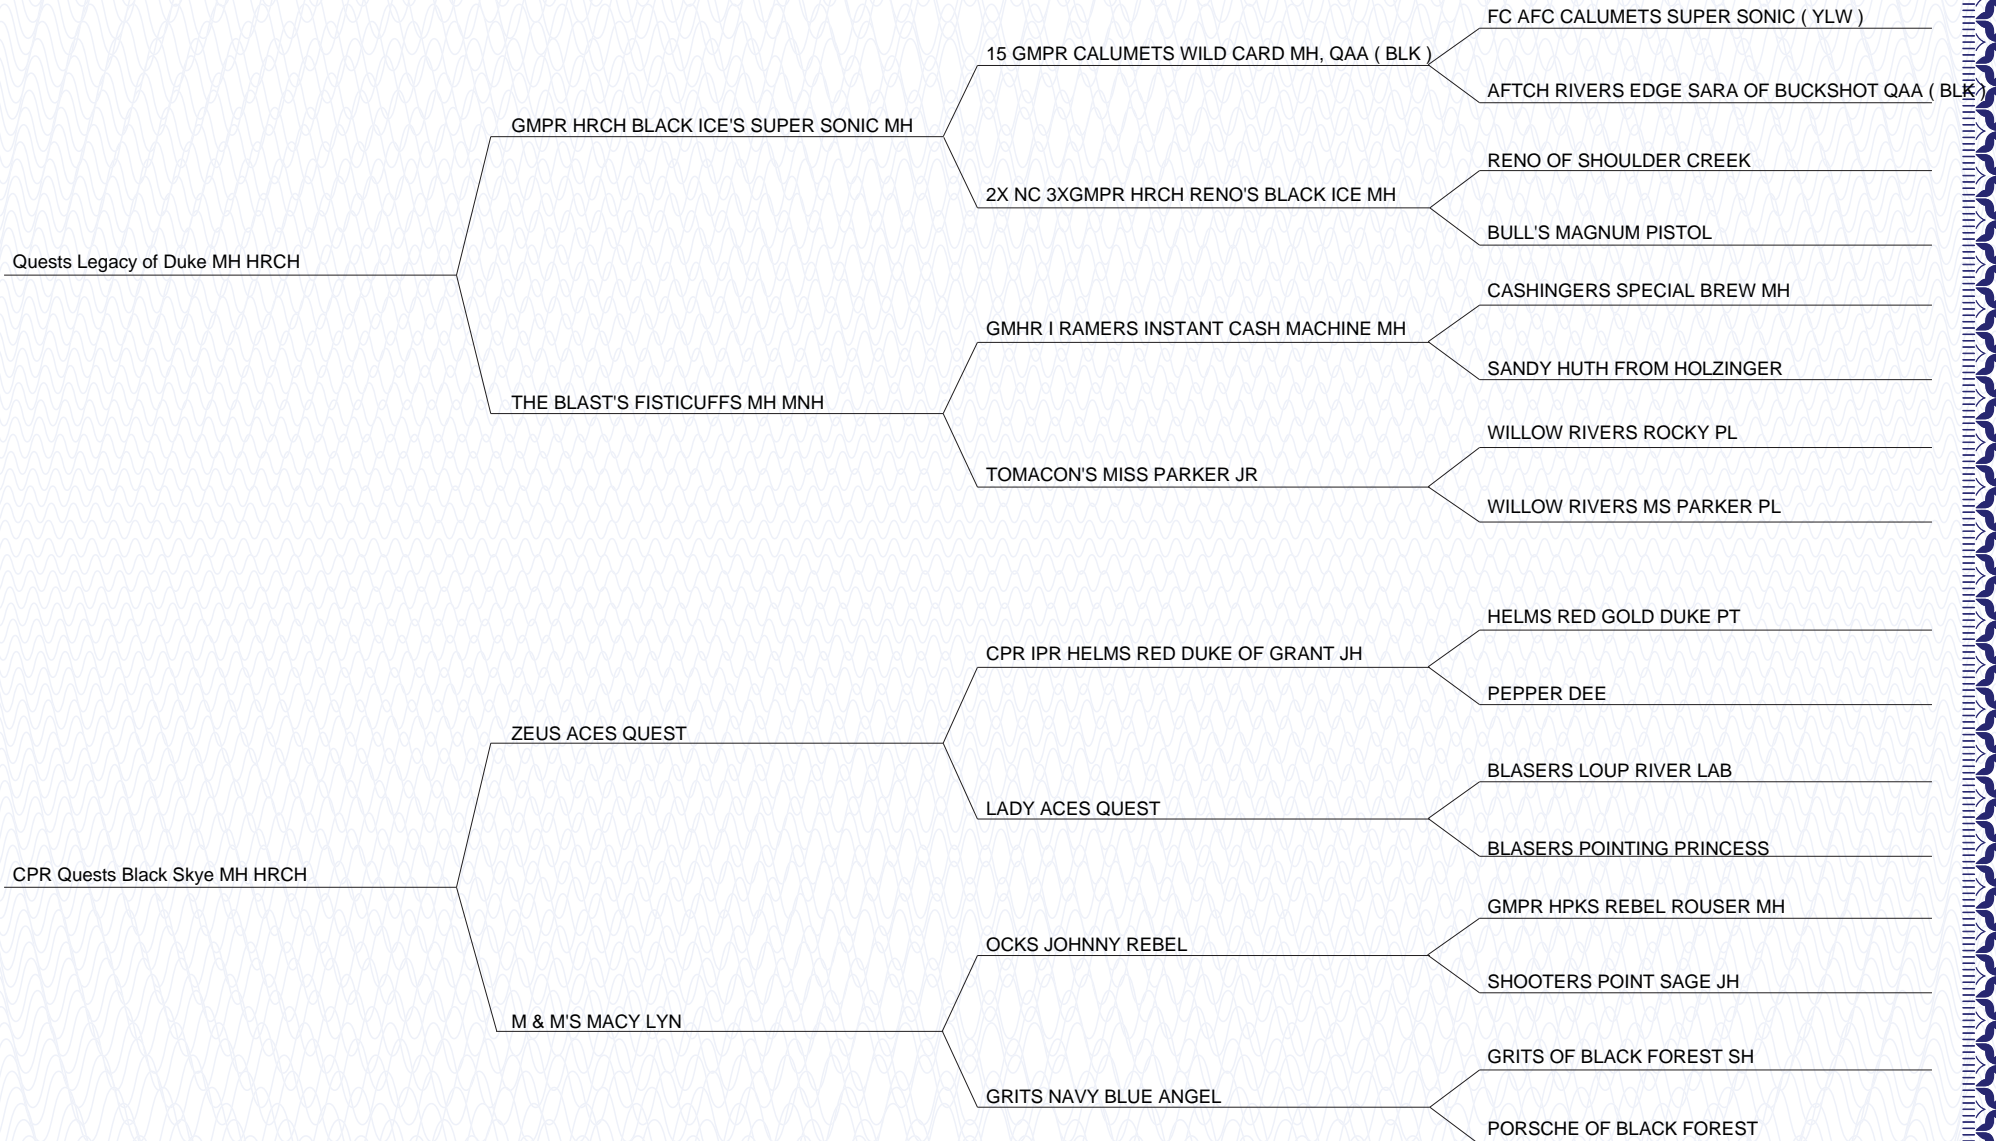 FC AFC CALUMETS SUPER SONIC ( YLW )
15 GMPR CALUMETS WILD CARD MH, QAA ( BLK )
AFTCH RIVERS EDGE SARA OF BUCKSHOT QAA ( BLK )
GMPR HRCH BLACK ICE'S SUPER SONIC MH
RENO OF SHOULDER CREEK
2X NC 3XGMPR HRCH RENO'S BLACK ICE MH
BULL'S MAGNUM PISTOL
Quests Legacy of Duke MH HRCH
CASHINGERS SPECIAL BREW MH
GMHR I RAMERS INSTANT CASH MACHINE MH
SANDY HUTH FROM HOLZINGER
THE BLAST'S FISTICUFFS MH MNH
WILLOW RIVERS ROCKY PL
TOMACON'S MISS PARKER JR
WILLOW RIVERS MS PARKER PL
HELMS RED GOLD DUKE PT
CPR IPR HELMS RED DUKE OF GRANT JH
PEPPER DEE
ZEUS ACES QUEST
BLASERS LOUP RIVER LAB
LADY ACES QUEST
BLASERS POINTING PRINCESS
CPR Quests Black Skye MH HRCH
GMPR HPKS REBEL ROUSER MH
OCKS JOHNNY REBEL
SHOOTERS POINT SAGE JH
M & M'S MACY LYN
GRITS OF BLACK FOREST SH
GRITS NAVY BLUE ANGEL
PORSCHE OF BLACK FOREST